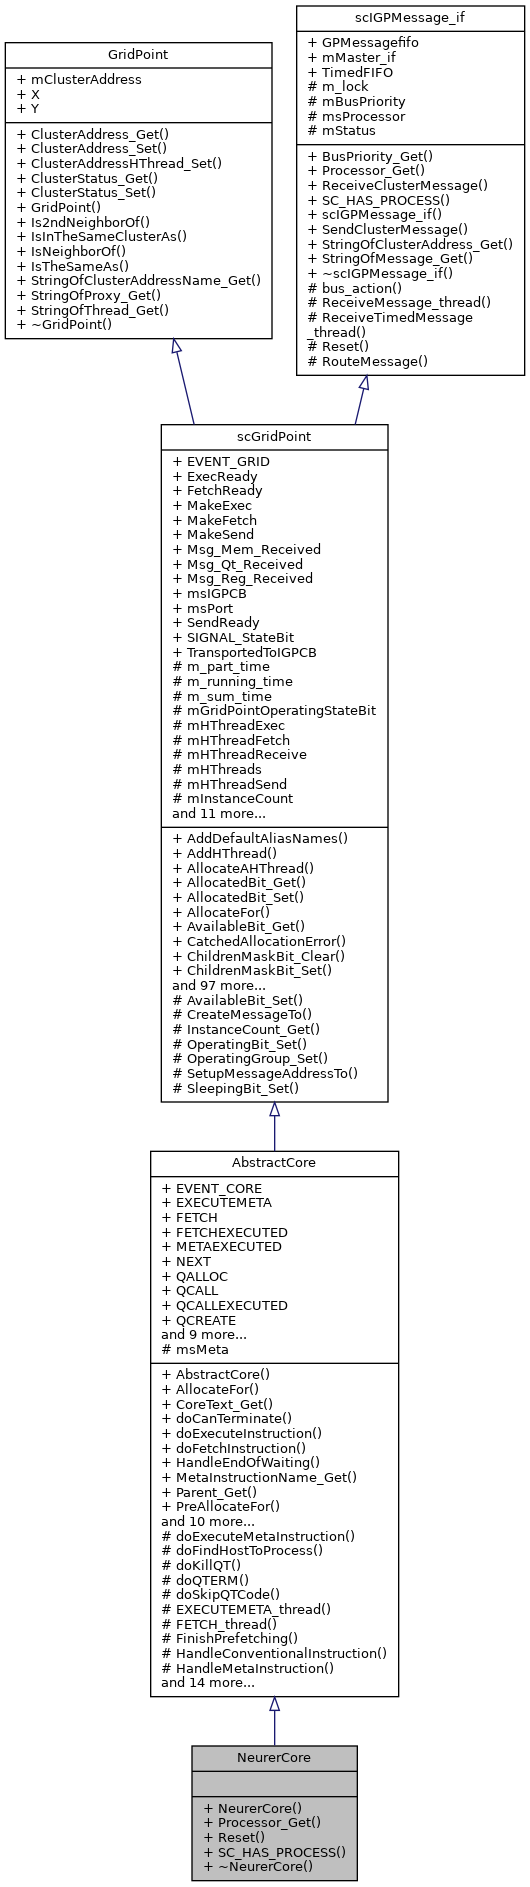 GridPoint
+ mClusterAddress
+ X
+ Y
+ ClusterAddress_Get()
+ ClusterAddress_Set()
+ ClusterAddressHThread_Set()
+ ClusterStatus_Get()
+ ClusterStatus_Set()
+ GridPoint()
+ Is2ndNeighborOf()
+ IsInTheSameClusterAs()
+ IsNeighborOf()
+ IsTheSameAs()
+ StringOfClusterAddressName_Get()
+ StringOfProxy_Get()
+ StringOfThread_Get()
+ ~GridPoint()
scIGPMessage_if
+ GPMessagefifo
+ mMaster_if
+ TimedFIFO
# m_lock
# mBusPriority
# msProcessor
# mStatus
+ BusPriority_Get()
+ Processor_Get()
+ ReceiveClusterMessage()
+ SC_HAS_PROCESS()
+ scIGPMessage_if()
+ SendClusterMessage()
+ StringOfClusterAddress_Get()
+ StringOfMessage_Get()
+ ~scIGPMessage_if()
# bus_action()
# ReceiveMessage_thread()
# ReceiveTimedMessage
_thread()
# Reset()
# RouteMessage()
scGridPoint
+ EVENT_GRID
+ ExecReady
+ FetchReady
+ MakeExec
+ MakeFetch
+ MakeSend
+ Msg_Mem_Received
+ Msg_Qt_Received
+ Msg_Reg_Received
+ msIGPCB
+ msPort
+ SendReady
+ SIGNAL_StateBit
+ TransportedToIGPCB
# m_part_time
# m_running_time
# m_sum_time
# mGridPointOperatingStateBit
# mHThreadExec
# mHThreadFetch
# mHThreadReceive
# mHThreads
# mHThreadSend
# mInstanceCount
and 11 more...
+ AddDefaultAliasNames()
+ AddHThread()
+ AllocateAHThread()
+ AllocatedBit_Get()
+ AllocatedBit_Set()
+ AllocateFor()
+ AvailableBit_Get()
+ CatchedAllocationError()
+ ChildrenMaskBit_Clear()
+ ChildrenMaskBit_Set()
and 97 more...
# AvailableBit_Set()
# CreateMessageTo()
# InstanceCount_Get()
# OperatingBit_Set()
# OperatingGroup_Set()
# SetupMessageAddressTo()
# SleepingBit_Set()
AbstractCore
+ EVENT_CORE
+ EXECUTEMETA
+ FETCH
+ FETCHEXECUTED
+ METAEXECUTED
+ NEXT
+ QALLOC
+ QCALL
+ QCALLEXECUTED
+ QCREATE
and 9 more...
# msMeta
+ AbstractCore()
+ AllocateFor()
+ CoreText_Get()
+ doCanTerminate()
+ doExecuteInstruction()
+ doFetchInstruction()
+ HandleEndOfWaiting()
+ MetaInstructionName_Get()
+ Parent_Get()
+ PreAllocateFor()
and 10 more...
# doExecuteMetaInstruction()
# doFindHostToProcess()
# doKillQT()
# doQTERM()
# doSkipQTCode()
# EXECUTEMETA_thread()
# FETCH_thread()
# FinishPrefetching()
# HandleConventionalInstruction()
# HandleMetaInstruction()
and 14 more...
NeurerCore
+ NeurerCore()
+ Processor_Get()
+ Reset()
+ SC_HAS_PROCESS()
+ ~NeurerCore()